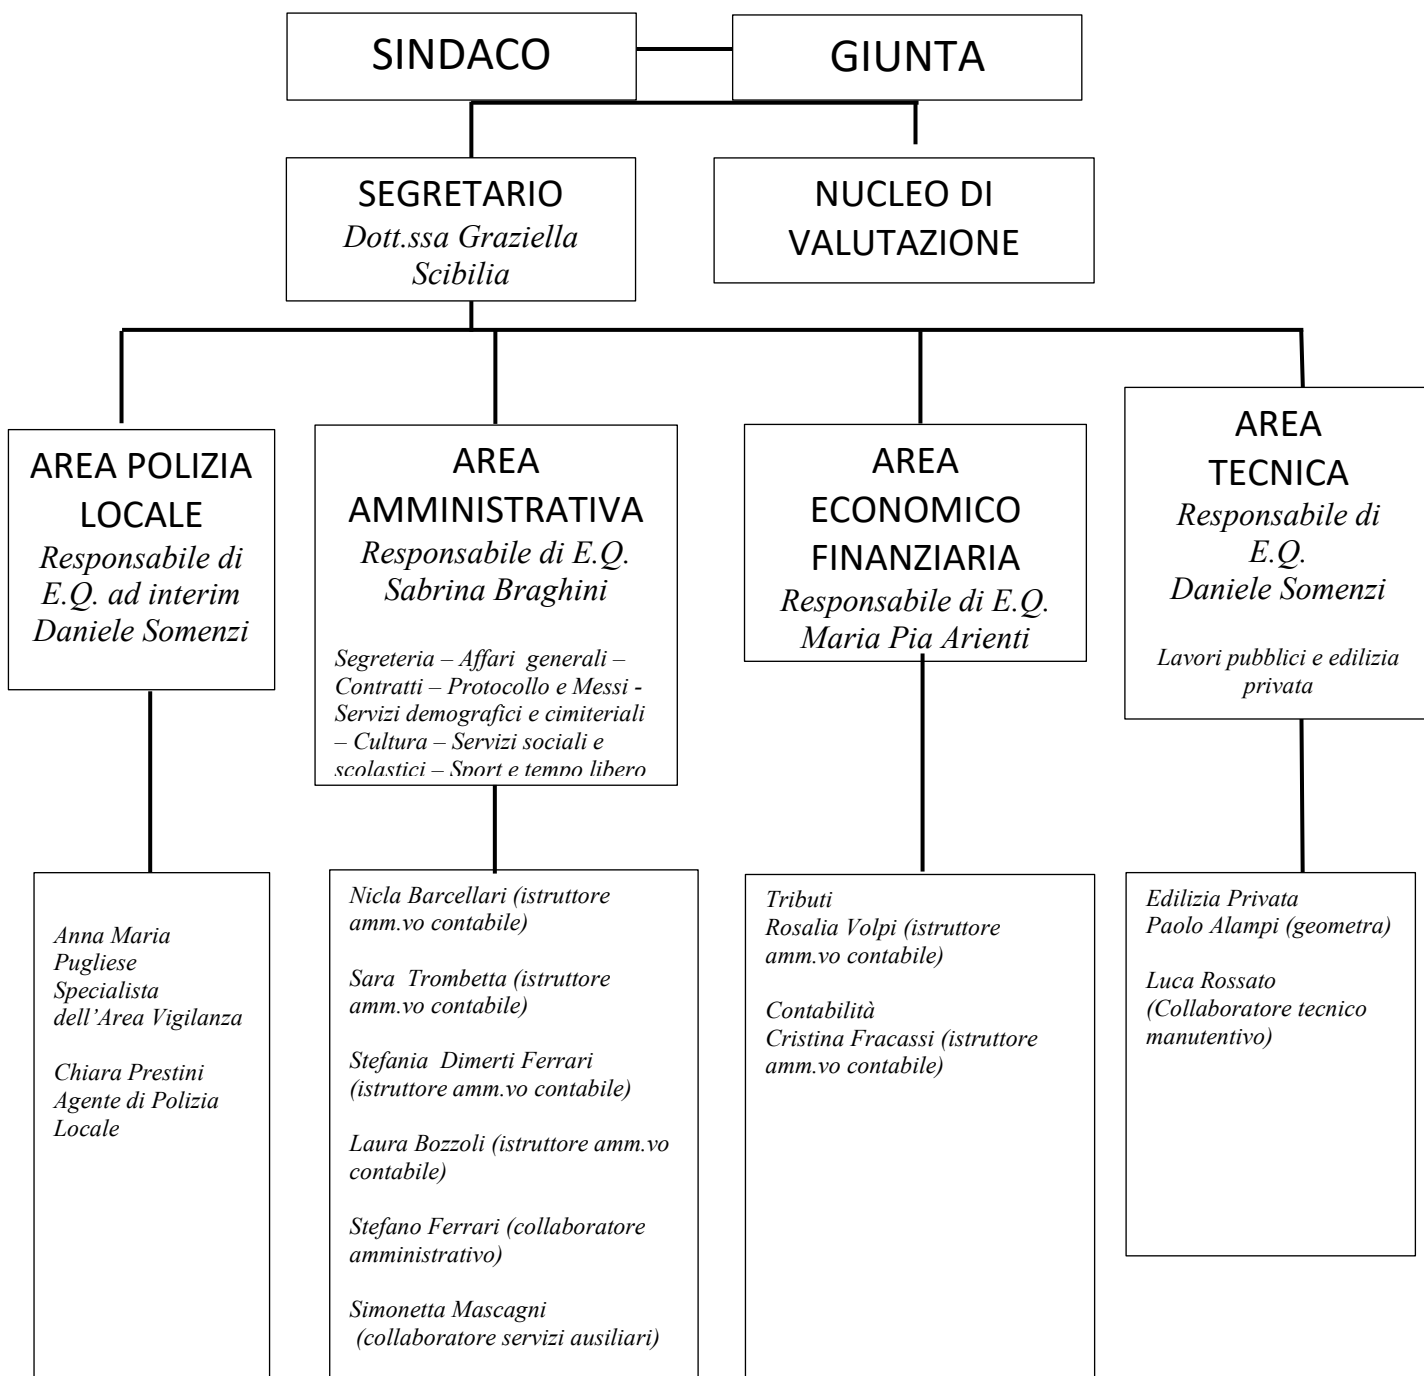 SINDACO
GIUNTA
SEGRETARIO
Dott.ssa Graziella
Scibilia
NUCLEO DI
VALUTAZIONE
AREA POLIZIA
LOCALE
Responsabile di
E.Q. ad interim
Daniele Somenzi
AREA
AMMINISTRATIVA
Responsabile di E.Q.
Sabrina Braghini
Segreteria – Affari generali –
Contratti – Protocollo e Messi -
Servizi demografici e cimiteriali
– Cultura – Servizi sociali e
scolastici – Sport e tempo libero
AREA
ECONOMICO
FINANZIARIA
Responsabile di E.Q.
Maria Pia Arienti
AREA
TECNICA
Responsabile di
E.Q.
Daniele Somenzi
Lavori pubblici e edilizia
privata
Anna Maria
Pugliese
Specialista
dell’Area Vigilanza
Chiara Prestini
Agente di Polizia
Locale
Nicla Barcellari (istruttore
amm.vo contabile)
Sara Trombetta (istruttore
amm.vo contabile)
Stefania Dimerti Ferrari
(istruttore amm.vo contabile)
Laura Bozzoli (istruttore amm.vo
contabile)
Stefano Ferrari (collaboratore
amministrativo)
Simonetta Mascagni
(collaboratore servizi ausiliari)
Tributi
Rosalia Volpi (istruttore
amm.vo contabile)
Contabilità
Cristina Fracassi (istruttore
amm.vo contabile)
Edilizia Privata
Paolo Alampi (geometra)
Luca Rossato
(Collaboratore tecnico
manutentivo)